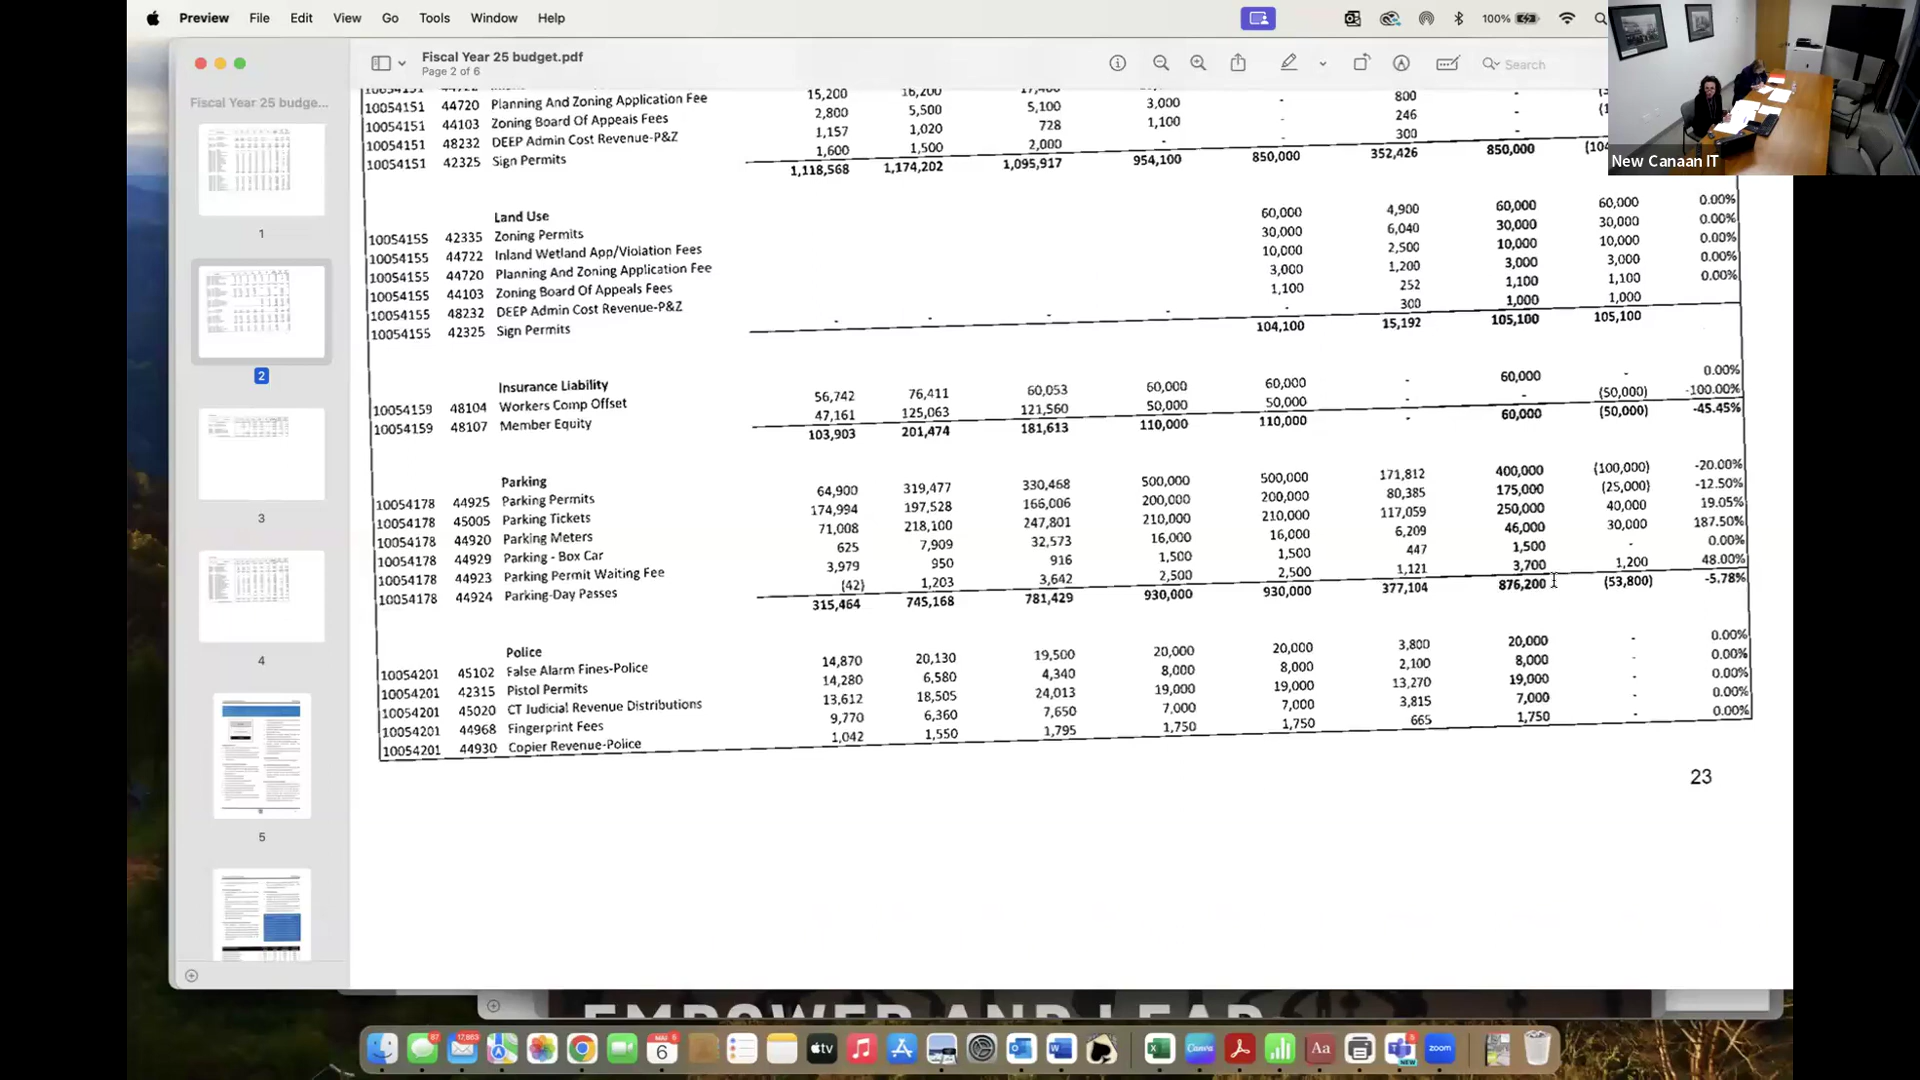 Preview File Edit View Go Tools Window Help 100%
Fiscal Year 25 budget.pdf
Page 2 of 6
Search
New Canaan IT
Fiscal Year 25 budge...
1
2
3
4
5
15,200 16,200
10054151 44720 Planning And Zoning Application Fee 2,800 5,500 5,100 3,000 - 800 -
10054151 44103 Zoning Board Of Appeals Fees 1,157 1,020 728 1,100 - 246 -
10054151 48232 DEEP Admin Cost Revenue-P&Z 1,600 1,500 2,000 - - 300 -
10054151 42325 Sign Permits
1,118,568 1,174,202 1,095,917 954,100 850,000 352,426 850,000 (104
Land Use
10054155 42335 Zoning Permits 60,000 4,900 60,000 60,000 0.00%
10054155 44722 Inland Wetland App/Violation Fees 30,000 6,040 30,000 30,000 0.00%
10054155 44720 Planning And Zoning Application Fee 10,000 2,500 10,000 10,000 0.00%
10054155 44103 Zoning Board Of Appeals Fees 3,000 1,200 3,000 3,000 0.00%
10054155 48232 DEEP Admin Cost Revenue-P&Z 1,100 252 1,100 1,100 0.00%
10054155 42325 Sign Permits - - - - - 300 1,000 1,000
104,100 15,192 105,100 105,100
Insurance Liability
10054159 48104 Workers Comp Offset 56,742 76,411 60,053 60,000 60,000 - 60,000 - 0.00%
10054159 48107 Member Equity 47,161 125,063 121,560 50,000 50,000 - - (50,000) -100.00%
103,903 201,474 181,613 110,000 110,000 - 60,000 (50,000) -45.45%
Parking
10054178 44925 Parking Permits 64,900 319,477 330,468 500,000 500,000 171,812 400,000 (100,000) -20.00%
10054178 45005 Parking Tickets 174,994 197,528 166,006 200,000 200,000 80,385 175,000 (25,000) -12.50%
10054178 44920 Parking Meters 71,008 218,100 247,801 210,000 210,000 117,059 250,000 40,000 19.05%
10054178 44929 Parking - Box Car 625 7,909 32,573 16,000 16,000 6,209 46,000 30,000 187.50%
10054178 44923 Parking Permit Waiting Fee 3,979 950 916 1,500 1,500 447 1,500 - 0.00%
10054178 44924 Parking-Day Passes (42) 1,203 3,642 2,500 2,500 1,121 3,700 1,200 48.00%
315,464 745,168 781,429 930,000 930,000 377,104 876,200 (53,800) -5.78%
Police
10054201 45102 False Alarm Fines-Police 14,870 20,130 19,500 20,000 20,000 3,800 20,000 - 0.00%
10054201 42315 Pistol Permits 14,280 6,580 4,340 8,000 8,000 2,100 8,000 - 0.00%
10054201 45020 CT Judicial Revenue Distributions 13,612 18,505 24,013 19,000 19,000 13,270 19,000 - 0.00%
10054201 44968 Fingerprint Fees 9,770 6,360 7,650 7,000 7,000 3,815 7,000 - 0.00%
10054201 44930 Copier Revenue-Police 1,042 1,550 1,795 1,750 1,750 665 1,750 - 0.00%
23
EMPOWER AND LEAD